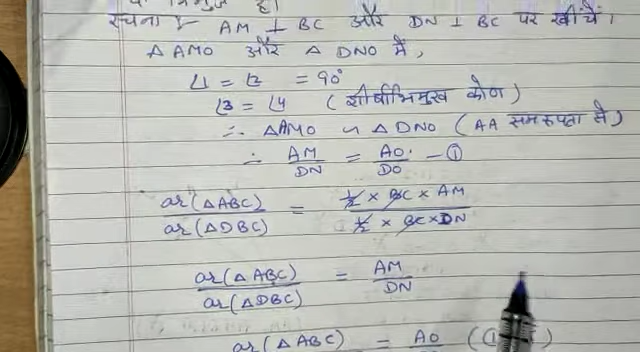 त्रिभुज है।
रचना :- AM ⊥ BC और DN ⊥ BC पर खींचें।
△ AMO और △ DNO में,
∠1 = ∠2 = 90°
∠3 = ∠4 (शीर्षाभिमुख कोण)
∴ △AMO ~ △DNO (AA समरूपता से)
∴ AM/DN = AO/DO - ①
ar(△ABC)/ar(△DBC) = ½ × BC × AM / ½ × BC × DN
ar(△ABC)/ar(△DBC) = AM/DN
ar(△ABC) = AO (①)